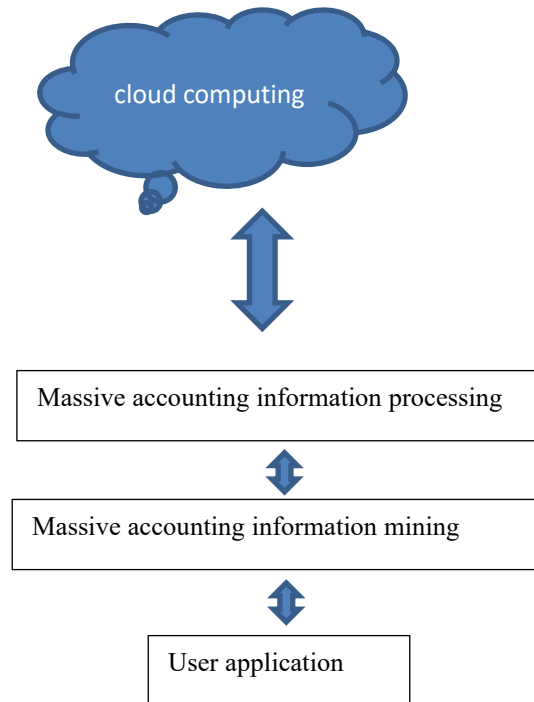 cloud computing
Massive accounting information processing
Massive accounting information mining
User application